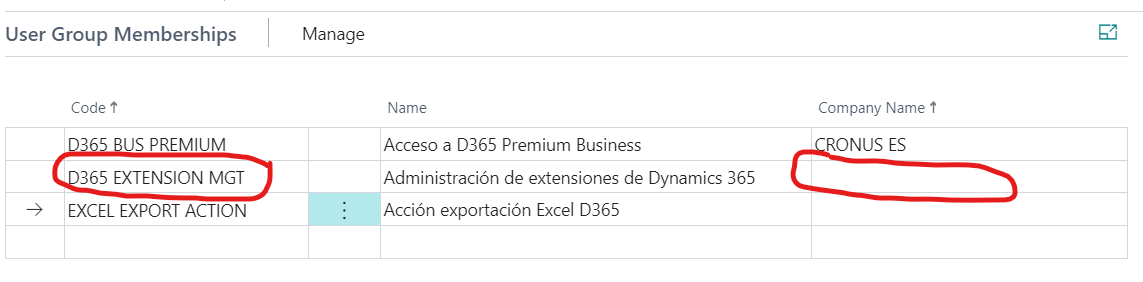 User Group Memberships Manage
Code ↑ Name Company Name ↑
D365 BUS PREMIUM Acceso a D365 Premium Business CRONUS ES
D365 EXTENSION MGT Administración de extensiones de Dynamics 365
→ EXCEL EXPORT ACTION ⋮ Acción exportación Excel D365